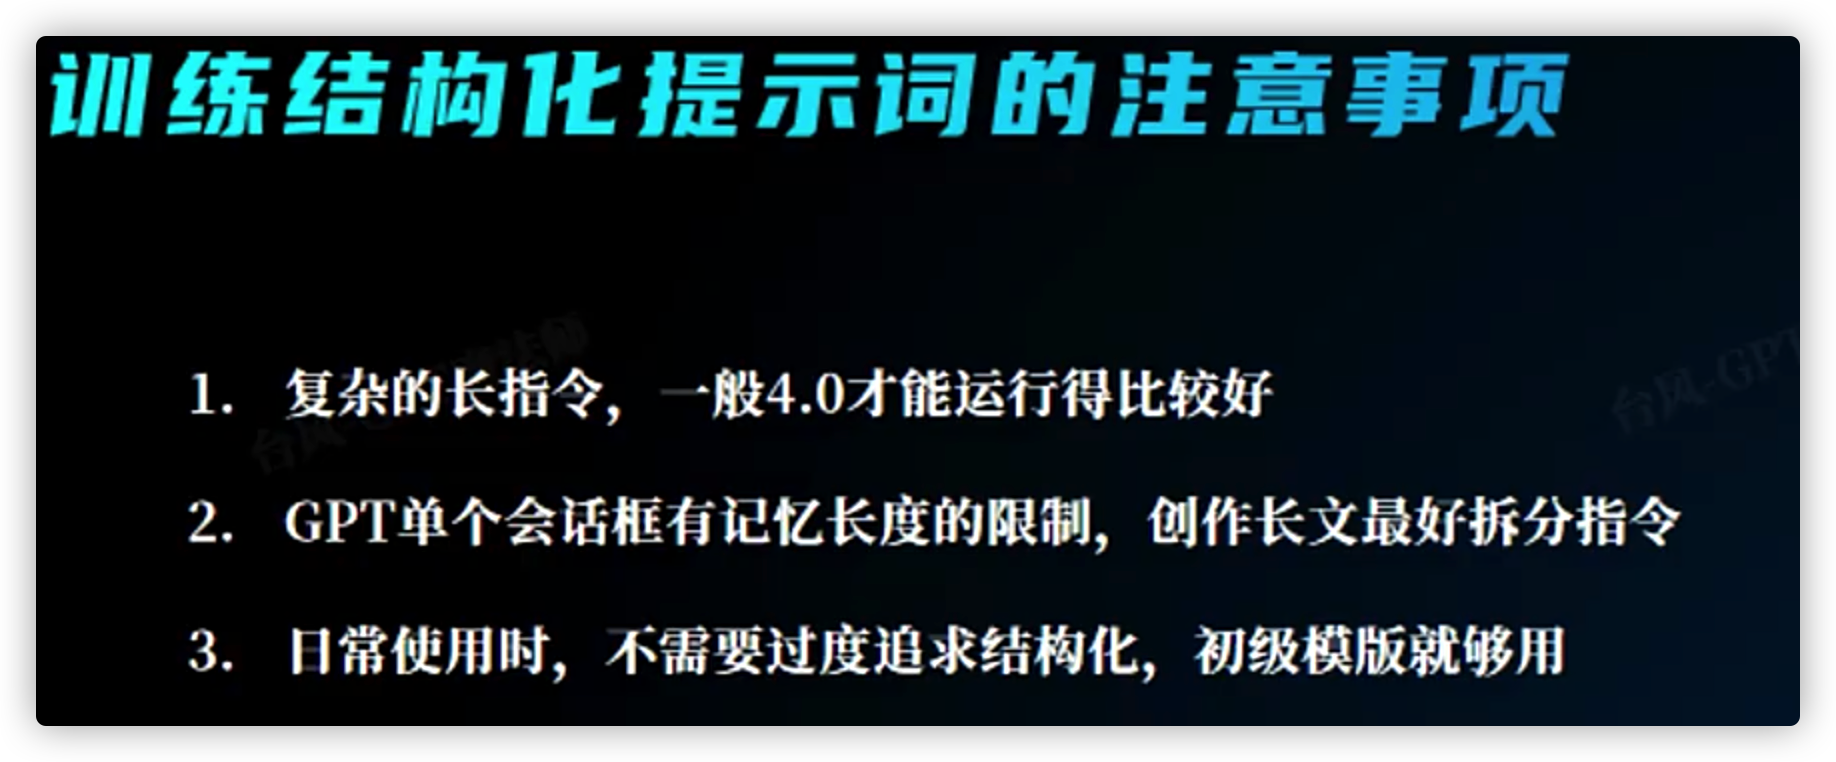 训练结构化提示词的注意事项
1. 复杂的长指令，一般4.0才能运行得比较好
2. GPT单个会话框有记忆长度的限制，创作长文最好拆分指令
3. 日常使用时，不需要过度追求结构化，初级模版就够用
台风-GPT